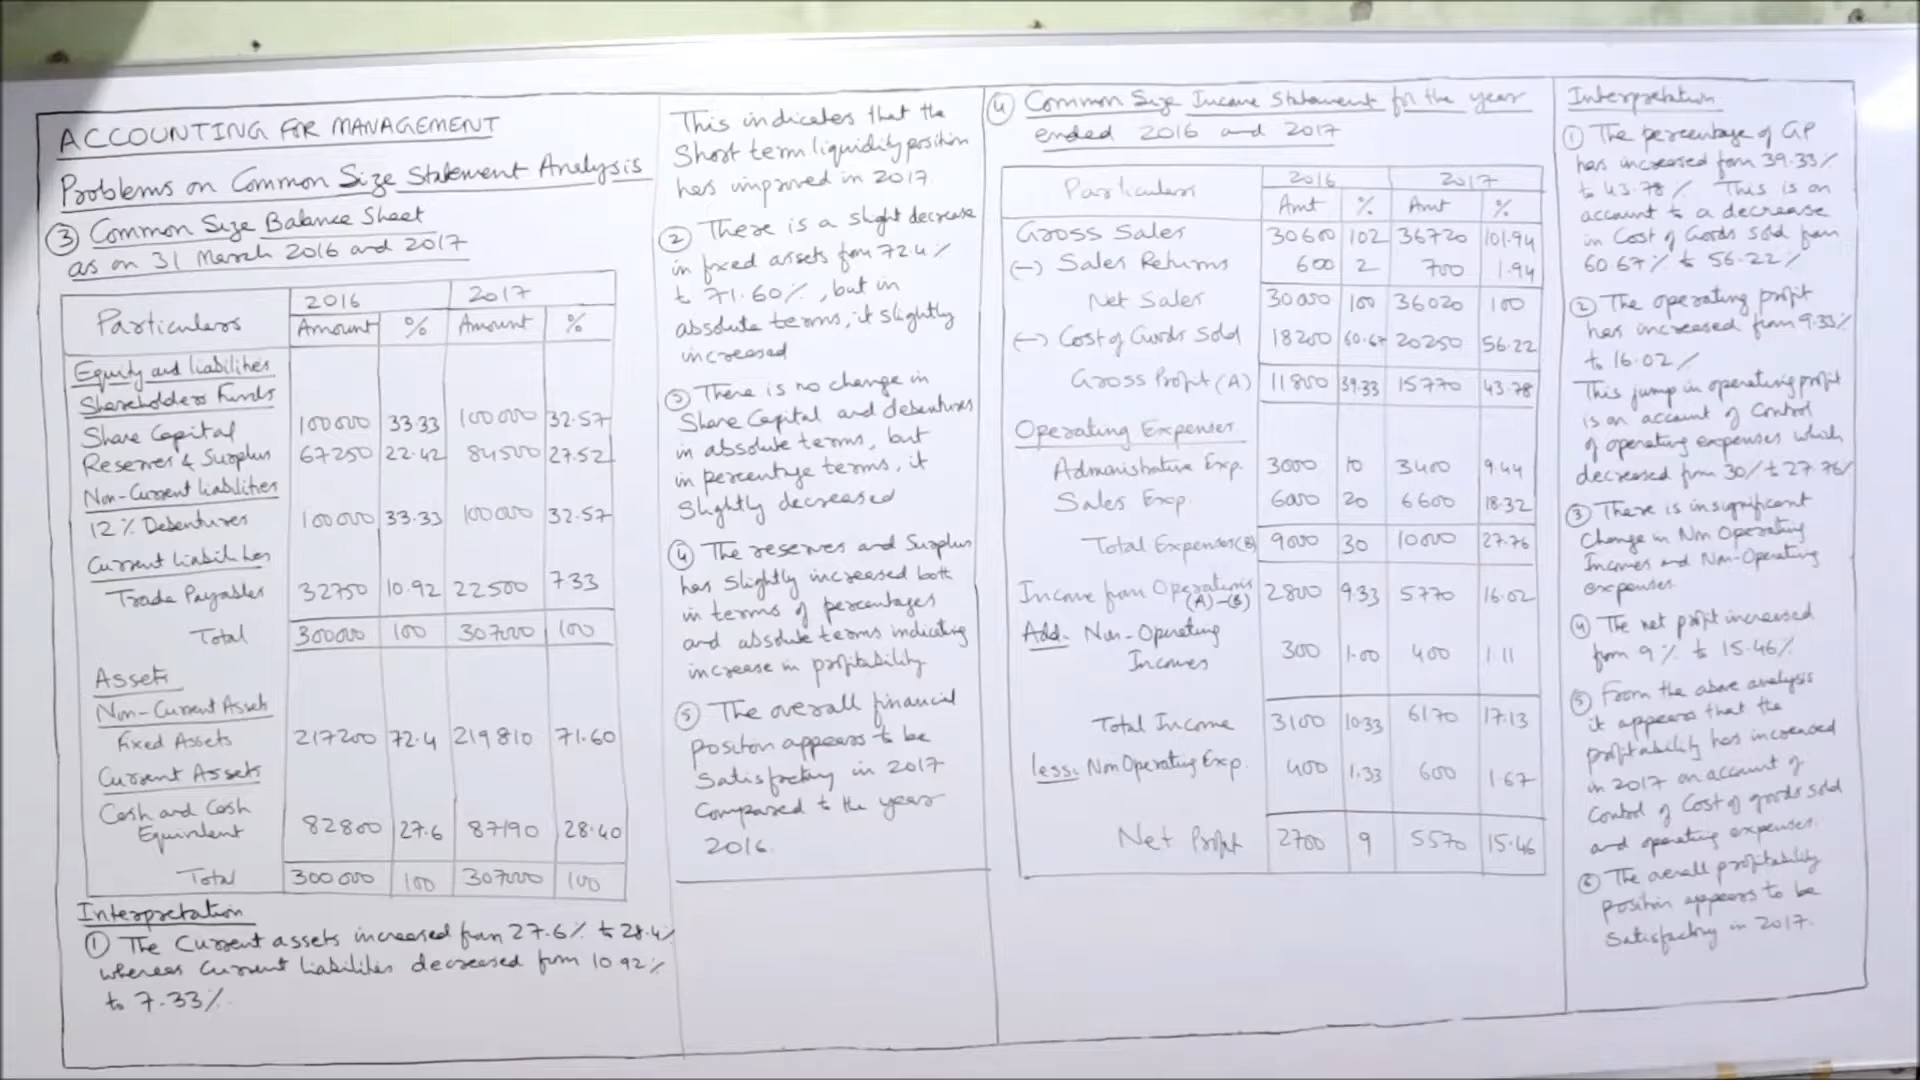 ACCOUNTING FOR MANAGEMENT
Problems on Common Size Statement Analysis
③ Common Size Balance Sheet
as on 31 March 2016 and 2017
Particulars 2016 2017
Amount % Amount %
Equity and liabilities
Shareholders Funds
Share Capital 100000 33.33 100000 32.57
Reserves & Surplus 67250 22.42 84500 27.52
Non-Current liabilities
12% Debentures 100000 33.33 100000 32.57
Current liabilities
Trade Payables 32750 10.92 22500 7.33
Total 300000 100 307000 100
Assets
Non-Current Assets
Fixed Assets 217200 72.4 219810 71.60
Current Assets
Cash and Cash
Equivalent 82800 27.6 87190 28.40
Total 300000 100 307000 100
Interpretation
① The Current assets increased from 27.6% to 28.4%
whereas Current liabilities decreased from 10.92%
to 7.33%.
This indicates that the
Short term liquidity position
has improved in 2017.
② There is a slight decrease
in fixed assets from 72.4%
to 71.60%, but in
absolute terms, it slightly
increased
③ There is no change in
Share Capital and debentures
in absolute terms, but
in percentage terms, it
Slightly decreased
④ The reserves and Surplus
has slightly increased both
in terms of percentages
and absolute terms indicating
increase in profitability
⑤ The overall financial
position appears to be
Satisfactory in 2017
Compared to the year
2016.
④ Common Size Income Statement for the year
ended 2016 and 2017
Particulars 2016 2017
Amt % Amt %
Gross Sales 30600 102 36720 101.94
(-) Sales Returns 600 2 700 1.94
Net Sales 30000 100 36020 100
(-) Cost of Goods Sold 18200 60.67 20250 56.22
Gross Profit (A) 11800 39.33 15770 43.78
Operating Expenses
Administrative Exp. 3000 10 3400 9.44
Sales Exp. 6000 20 6600 18.32
Total Expenses (B) 9000 30 10000 27.76
Income from Operations
(A)-(B) 2800 9.33 5770 16.02
Add: Non-Operating
Incomes 300 1.00 400 1.11
Total Income 3100 10.33 6170 17.13
less: Non Operating Exp. 400 1.33 600 1.67
Net Profit 2700 9 5570 15.46
Interpretation
① The percentage of GP
has increased from 39.33%
to 43.78%. This is on
account to a decrease
in Cost of Goods Sold from
60.67% to 56.22%
② The operating profit
has increased from 9.33%
to 16.02%
This jump in operating profit
is on account of Control
of operating expenses which
decreased from 30% to 27.76%
③ There is insignificant
Change in Non Operating
Incomes and Non-Operating
expenses.
④ The net profit increased
from 9% to 15.46%.
⑤ From the above analysis
it appears that the
profitability has increased
in 2017 on account of
Control of Cost of goods sold
and operating expenses.
⑥ The overall profitability
position appears to be
Satisfactory in 2017.